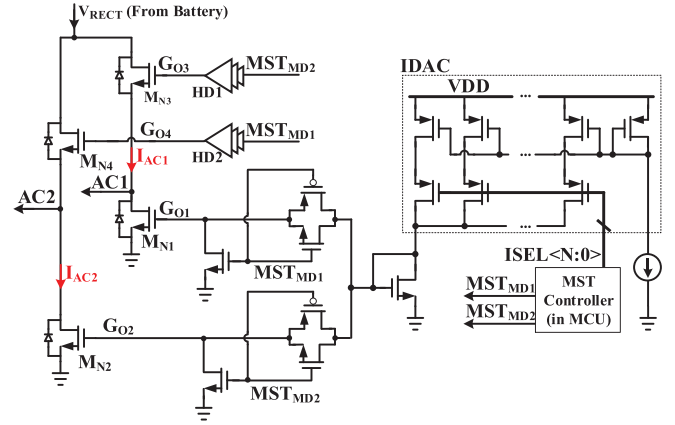 V_RECT (From Battery)
G_O3
MST_MD2
M_N3
HD1
G_O4
MST_MD1
M_N4
HD2
I_AC1
AC2
AC1
G_O1
M_N1
MST_MD1
I_AC2
G_O2
M_N2
MST_MD2
IDAC
VDD
...
...
...
ISEL<N:0>
MST_MD1
MST_MD2
MST
Controller
(in MCU)